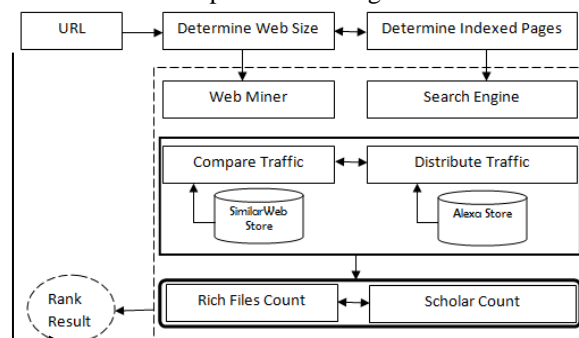 URL
Determine Web Size
Determine Indexed Pages
Web Miner
Search Engine
Compare Traffic
Distribute Traffic
SimilarWeb
Store
Alexa Store
Rich Files Count
Scholar Count
Rank
Result